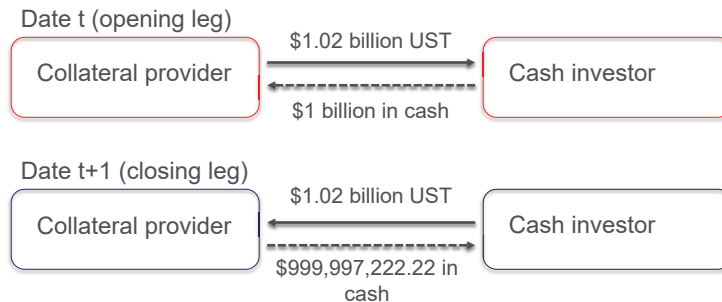 Date t (opening leg)
Collateral provider
$1.02 billion UST
Cash investor
$1 billion in cash
Date t+1 (closing leg)
Collateral provider
$1.02 billion UST
Cash investor
$999,997,222.22 in
cash